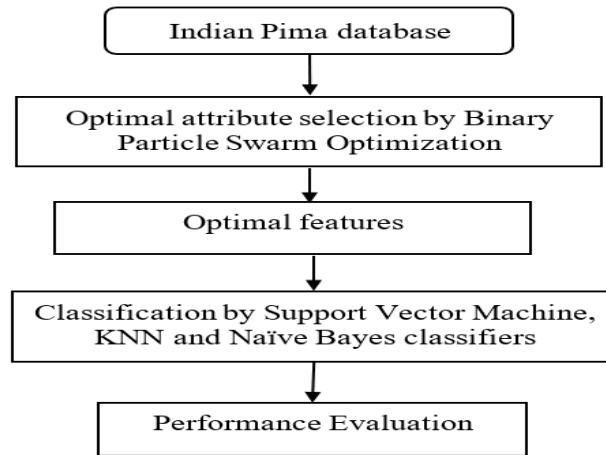 Indian Pima database
Optimal attribute selection by Binary
Particle Swarm Optimization
Optimal features
Classification by Support Vector Machine,
KNN and Naïve Bayes classifiers
Performance Evaluation